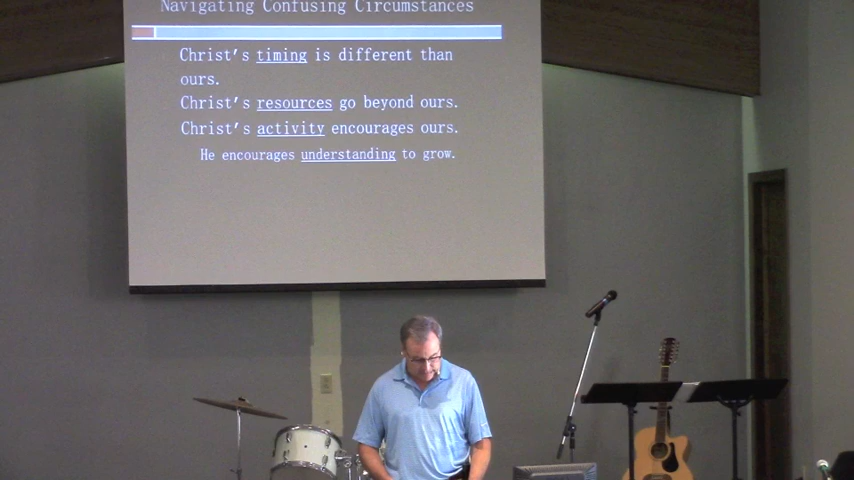 Navigating Confusing Circumstances
Christ's timing is different than
ours.
Christ's resources go beyond ours.
Christ's activity encourages ours.
He encourages understanding to grow.